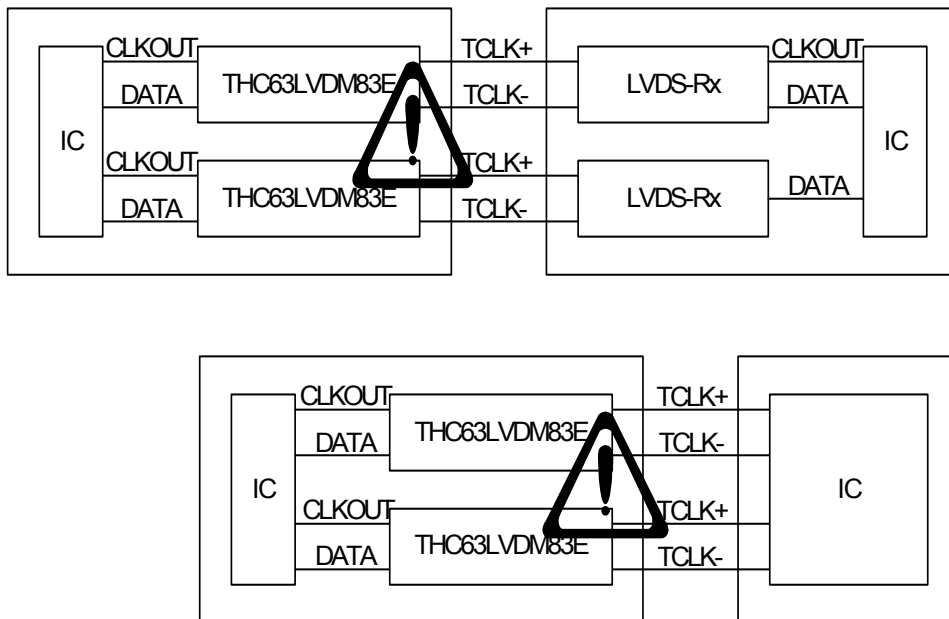 CLKOUT THC63LVDM83E TCLK+ LVDS-Rx CLKOUT
DATA TCLK- DATA
IC IC
CLKOUT THC63LVDM83E TCLK+ LVDS-Rx DATA
DATA TCLK-
CLKOUT THC63LVDM83E TCLK+
DATA TCLK-
IC IC
CLKOUT THC63LVDM83E TCLK+
DATA TCLK-